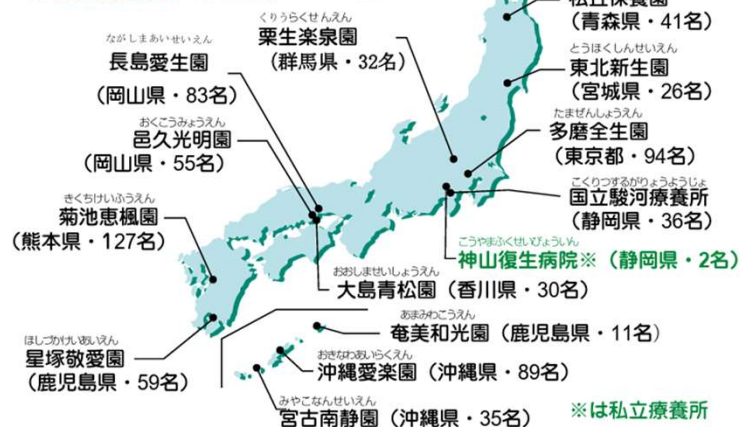 (青森県・41名)
くりうらくせんえん
栗生楽泉園
(群馬県・32名)
ながしまあいせいえん
長島愛生園
(岡山県・83名)
とうほくしんせいえん
東北新生園
(宮城県・26名)
おくこうみょうえん
邑久光明園
(岡山県・55名)
たまぜんしょうえん
多磨全生園
(東京都・94名)
こくりつするがりょうようじょ
国立駿河療養所
(静岡県・36名)
きくちけいふうえん
菊池恵楓園
(熊本県・127名)
こうやまふくせいびょういん
神山復生病院※(静岡県・2名)
おおしませいしょうえん
大島青松園(香川県・30名)
あまみわこうえん
奄美和光園(鹿児島県・11名)
ほしづかけいあいえん
星塚敬愛園
(鹿児島県・59名)
おきなわあいらくえん
沖縄愛楽園(沖縄県・89名)
みやこなんせいえん
宮古南静園(沖縄県・35名)
※は私立療養所